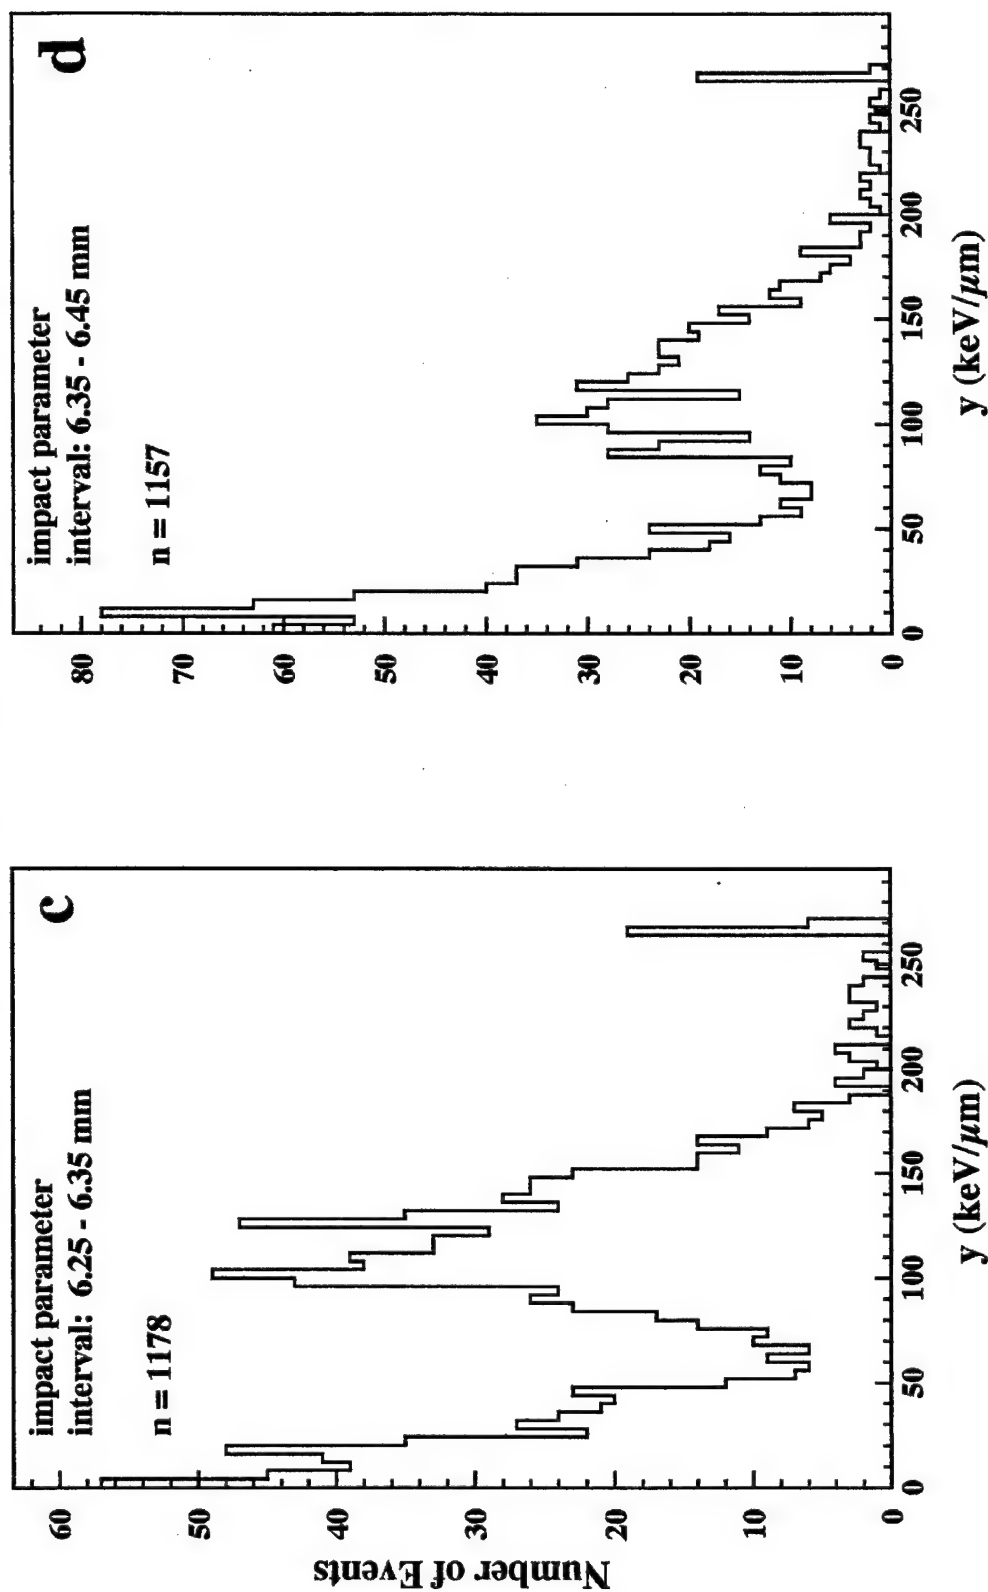 c
impact parameter
interval: 6.25 - 6.35 mm
n = 1178
Number of Events
60
50
40
30
20
10
0
0 50 100 150 200 250
y (keV/µm)
d
impact parameter
interval: 6.35 - 6.45 mm
n = 1157
80
70
60
50
40
30
20
10
0
0 50 100 150 200 250
y (keV/µm)